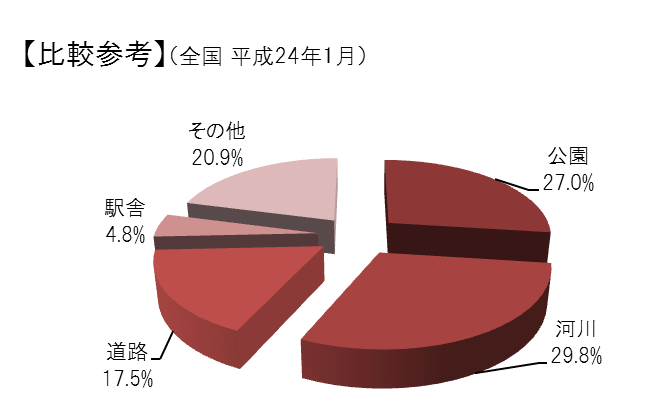 【比較参考】（全国 平成24年1月）
その他
20.9%
公園
27.0%
駅舎
4.8%
河川
29.8%
道路
17.5%